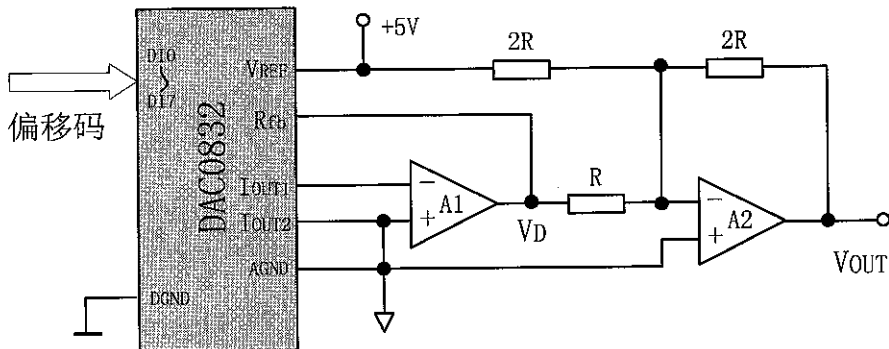 +5V
2R
2R
DI0
DI7
偏移码
DAC0832
VREF
Rfb
IOUT1
IOUT2
AGND
DGND
A1
VD
R
A2
VOUT
−
+
−
+